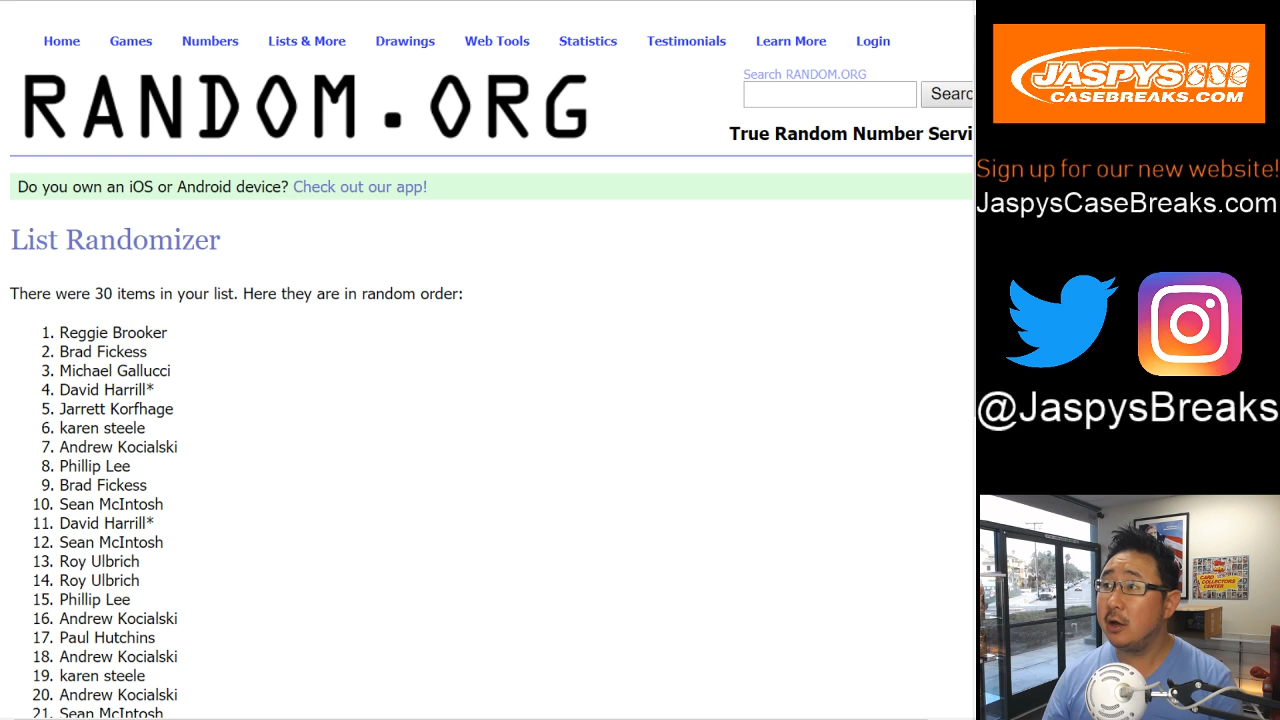 Home Games Numbers Lists & More Drawings Web Tools Statistics Testimonials Learn More Login
RANDOM.ORG
Search RANDOM.ORG
Searc
True Random Number Servi
Do you own an iOS or Android device? Check out our app!
List Randomizer
There were 30 items in your list. Here they are in random order:
1. Reggie Brooker
2. Brad Fickess
3. Michael Gallucci
4. David Harrill*
5. Jarrett Korfhage
6. karen steele
7. Andrew Kocialski
8. Phillip Lee
9. Brad Fickess
10. Sean McIntosh
11. David Harrill*
12. Sean McIntosh
13. Roy Ulbrich
14. Roy Ulbrich
15. Phillip Lee
16. Andrew Kocialski
17. Paul Hutchins
18. Andrew Kocialski
19. karen steele
20. Andrew Kocialski
21. Sean McIntosh
JASPYS
CASEBREAKS.COM
Sign up for our new website!
JaspysCaseBreaks.com
@JaspysBreaks
CARD
COLLECTORS
CENTER